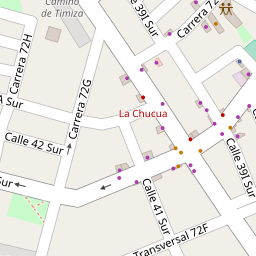 Camino
de Timiza
Carrera 72H
Calle 39I Sur
Carrera 72
Carrera 72G
La Chucua
A Sur
Calle 42 Sur
Calle 39I Sur
Sur
Calle 41 Sur
Transversal 72F